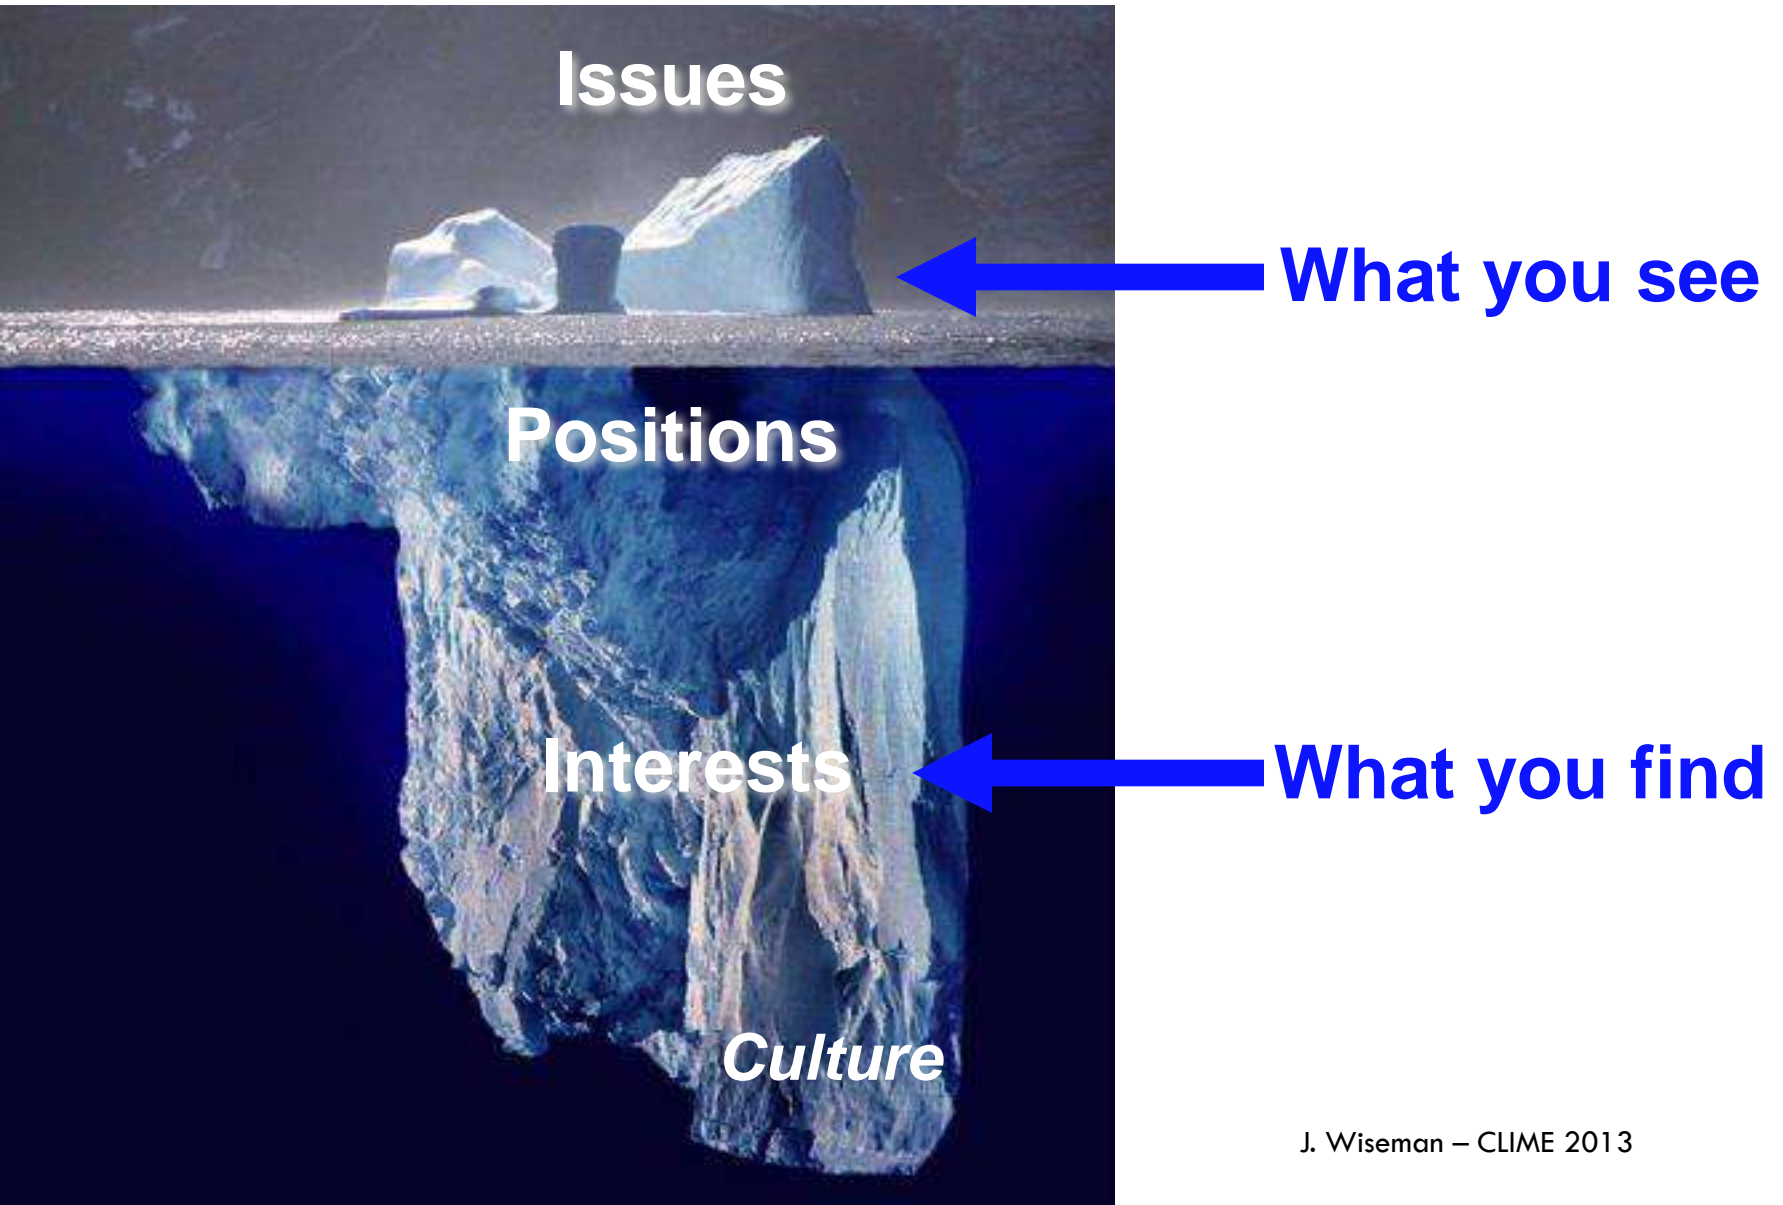 Issues
What you see
Positions
Interests
What you find
Culture
J. Wiseman – CLIME 2013